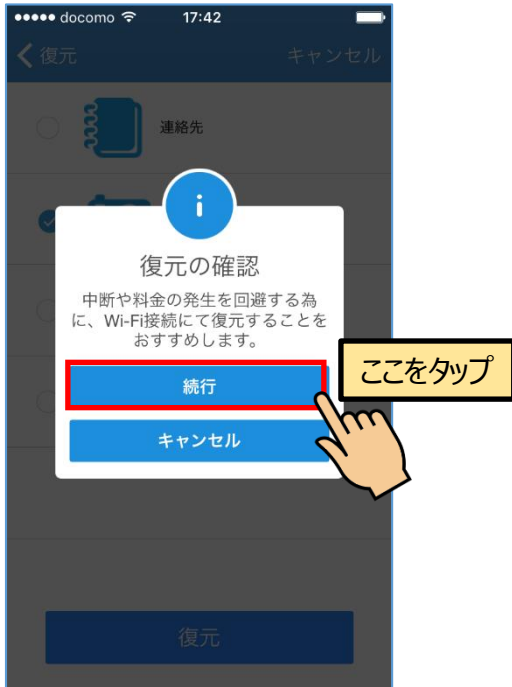 docomo 17:42
復元 キャンセル
連絡先
i
復元の確認
中断や料金の発生を回避する為
に、Wi-Fi接続にて復元することを
おすすめします。
続行
ここをタップ
キャンセル
復元